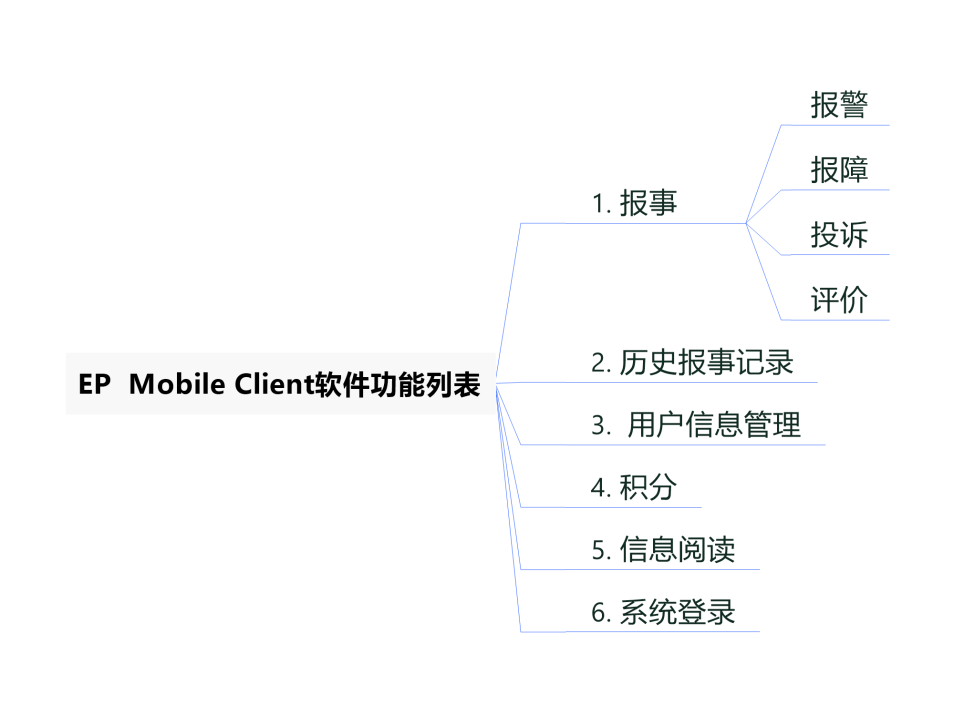 EP  Mobile Client软件功能列表
1. 报事
报警
报障
投诉
评价
2. 历史报事记录
3.  用户信息管理
4. 积分
5. 信息阅读
6. 系统登录